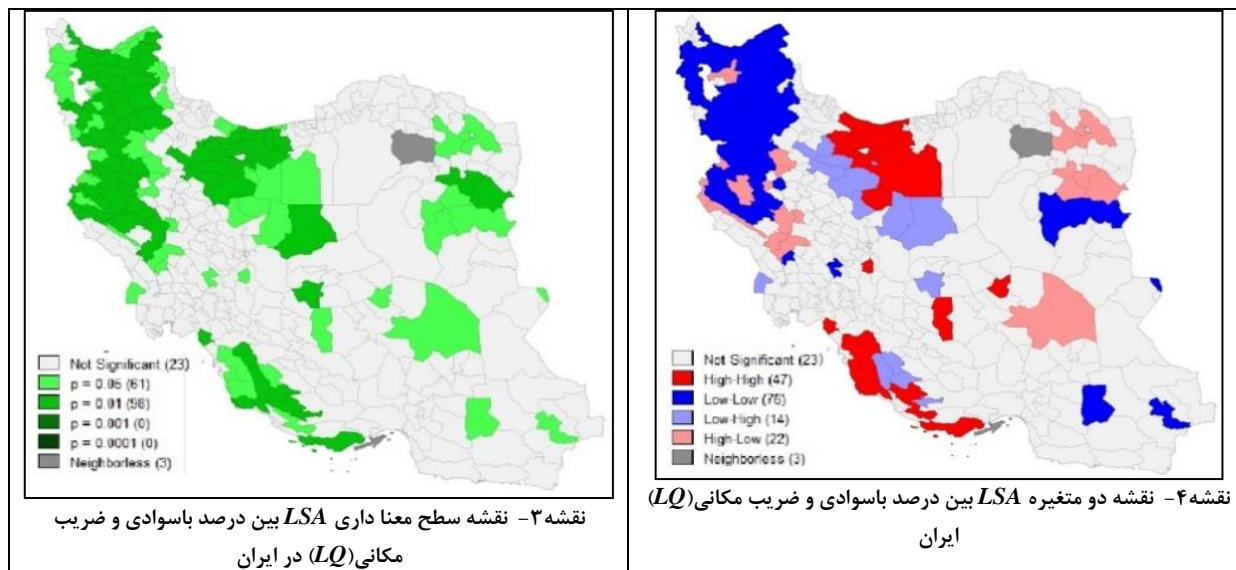 Not Significant (23)
p = 0.05 (61)
p = 0.01 (98)
p = 0.001 (0)
p = 0.0001 (0)
Neighborless (3)
نقشه۳- نقشه سطح معنا داری LSA بین درصد باسوادی و ضریب
مکانی(LQ) در ایران
Not Significant (23)
High-High (47)
Low-Low (76)
Low-High (14)
High-Low (22)
Neighborless (3)
نقشه۴- نقشه دو متغیره LSA بین درصد باسوادی و ضریب مکانی(LQ)
ایران